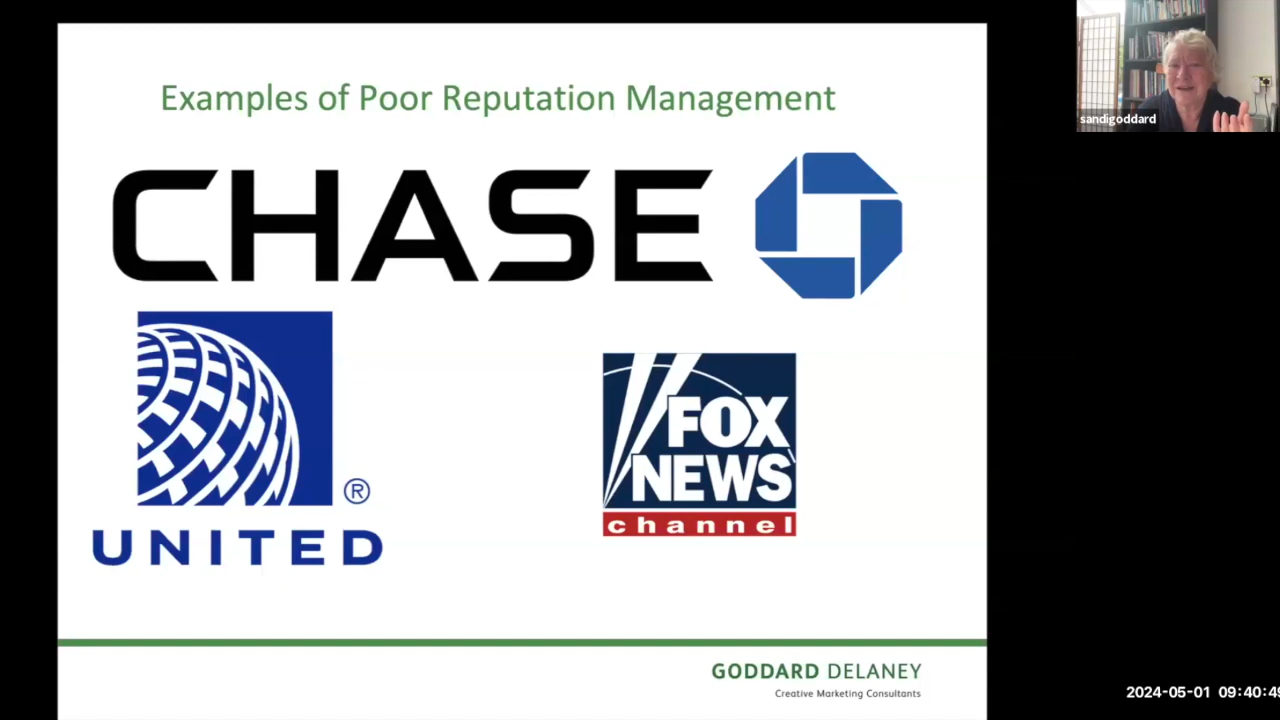 Examples of Poor Reputation Management
CHASE
UNITED
®
FOX
NEWS
channel
GODDARD DELANEY
Creative Marketing Consultants
sandigoddard
2024-05-01 09:40:49